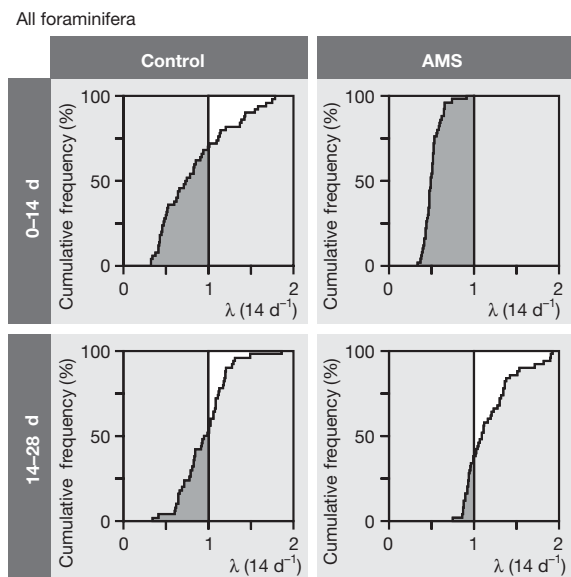 All foraminifera
Control
AMS
0–14 d
Cumulative frequency (%)
100
50
0
0
1
2
λ (14 d⁻¹)
Cumulative frequency (%)
100
50
0
0
1
2
λ (14 d⁻¹)
14–28 d
Cumulative frequency (%)
100
50
0
0
1
2
λ (14 d⁻¹)
Cumulative frequency (%)
100
50
0
0
1
2
λ (14 d⁻¹)